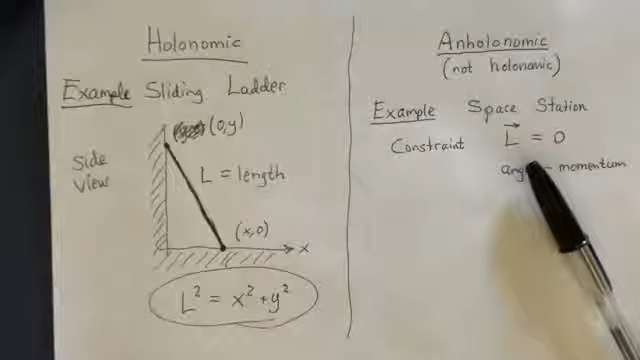 Holonomic
Example Sliding Ladder
Side
View
(0,y)
L = length
(x,0)
x
L² = x² + y²
Anholonomic
(not holonomic)
Example Space Station
Constraint L⃗ = 0
momentum